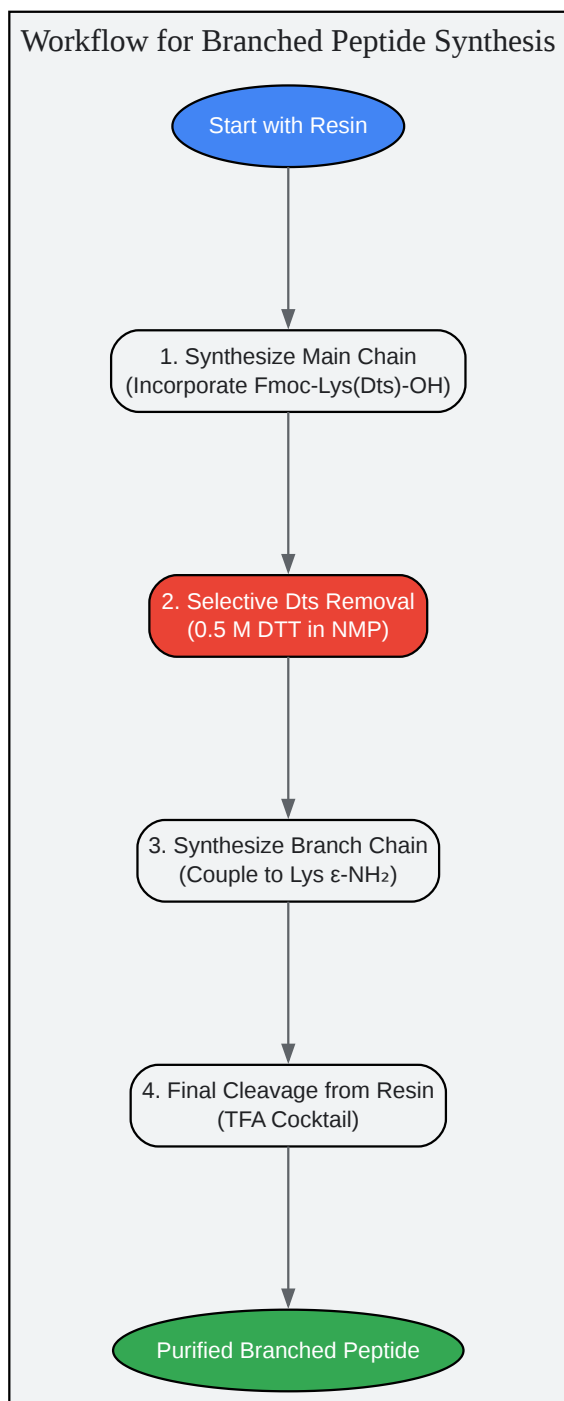 Workflow for Branched Peptide Synthesis
Start with Resin
1. Synthesize Main Chain
(Incorporate Fmoc-Lys(Dts)-OH)
2. Selective Dts Removal
(0.5 M DTT in NMP)
3. Synthesize Branch Chain
(Couple to Lys ε-NH₂)
4. Final Cleavage from Resin
(TFA Cocktail)
Purified Branched Peptide